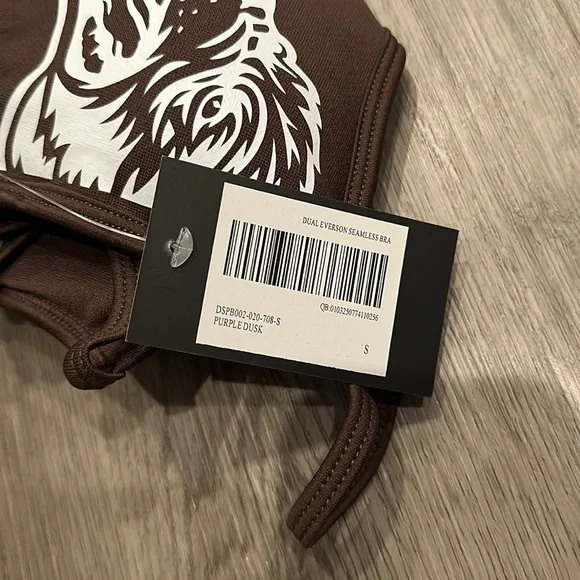 DUAL EVERSON SEAMLESS BRA
QB:0103250774110256
DSPB002-020-708-S
PURPLE DUSK
S